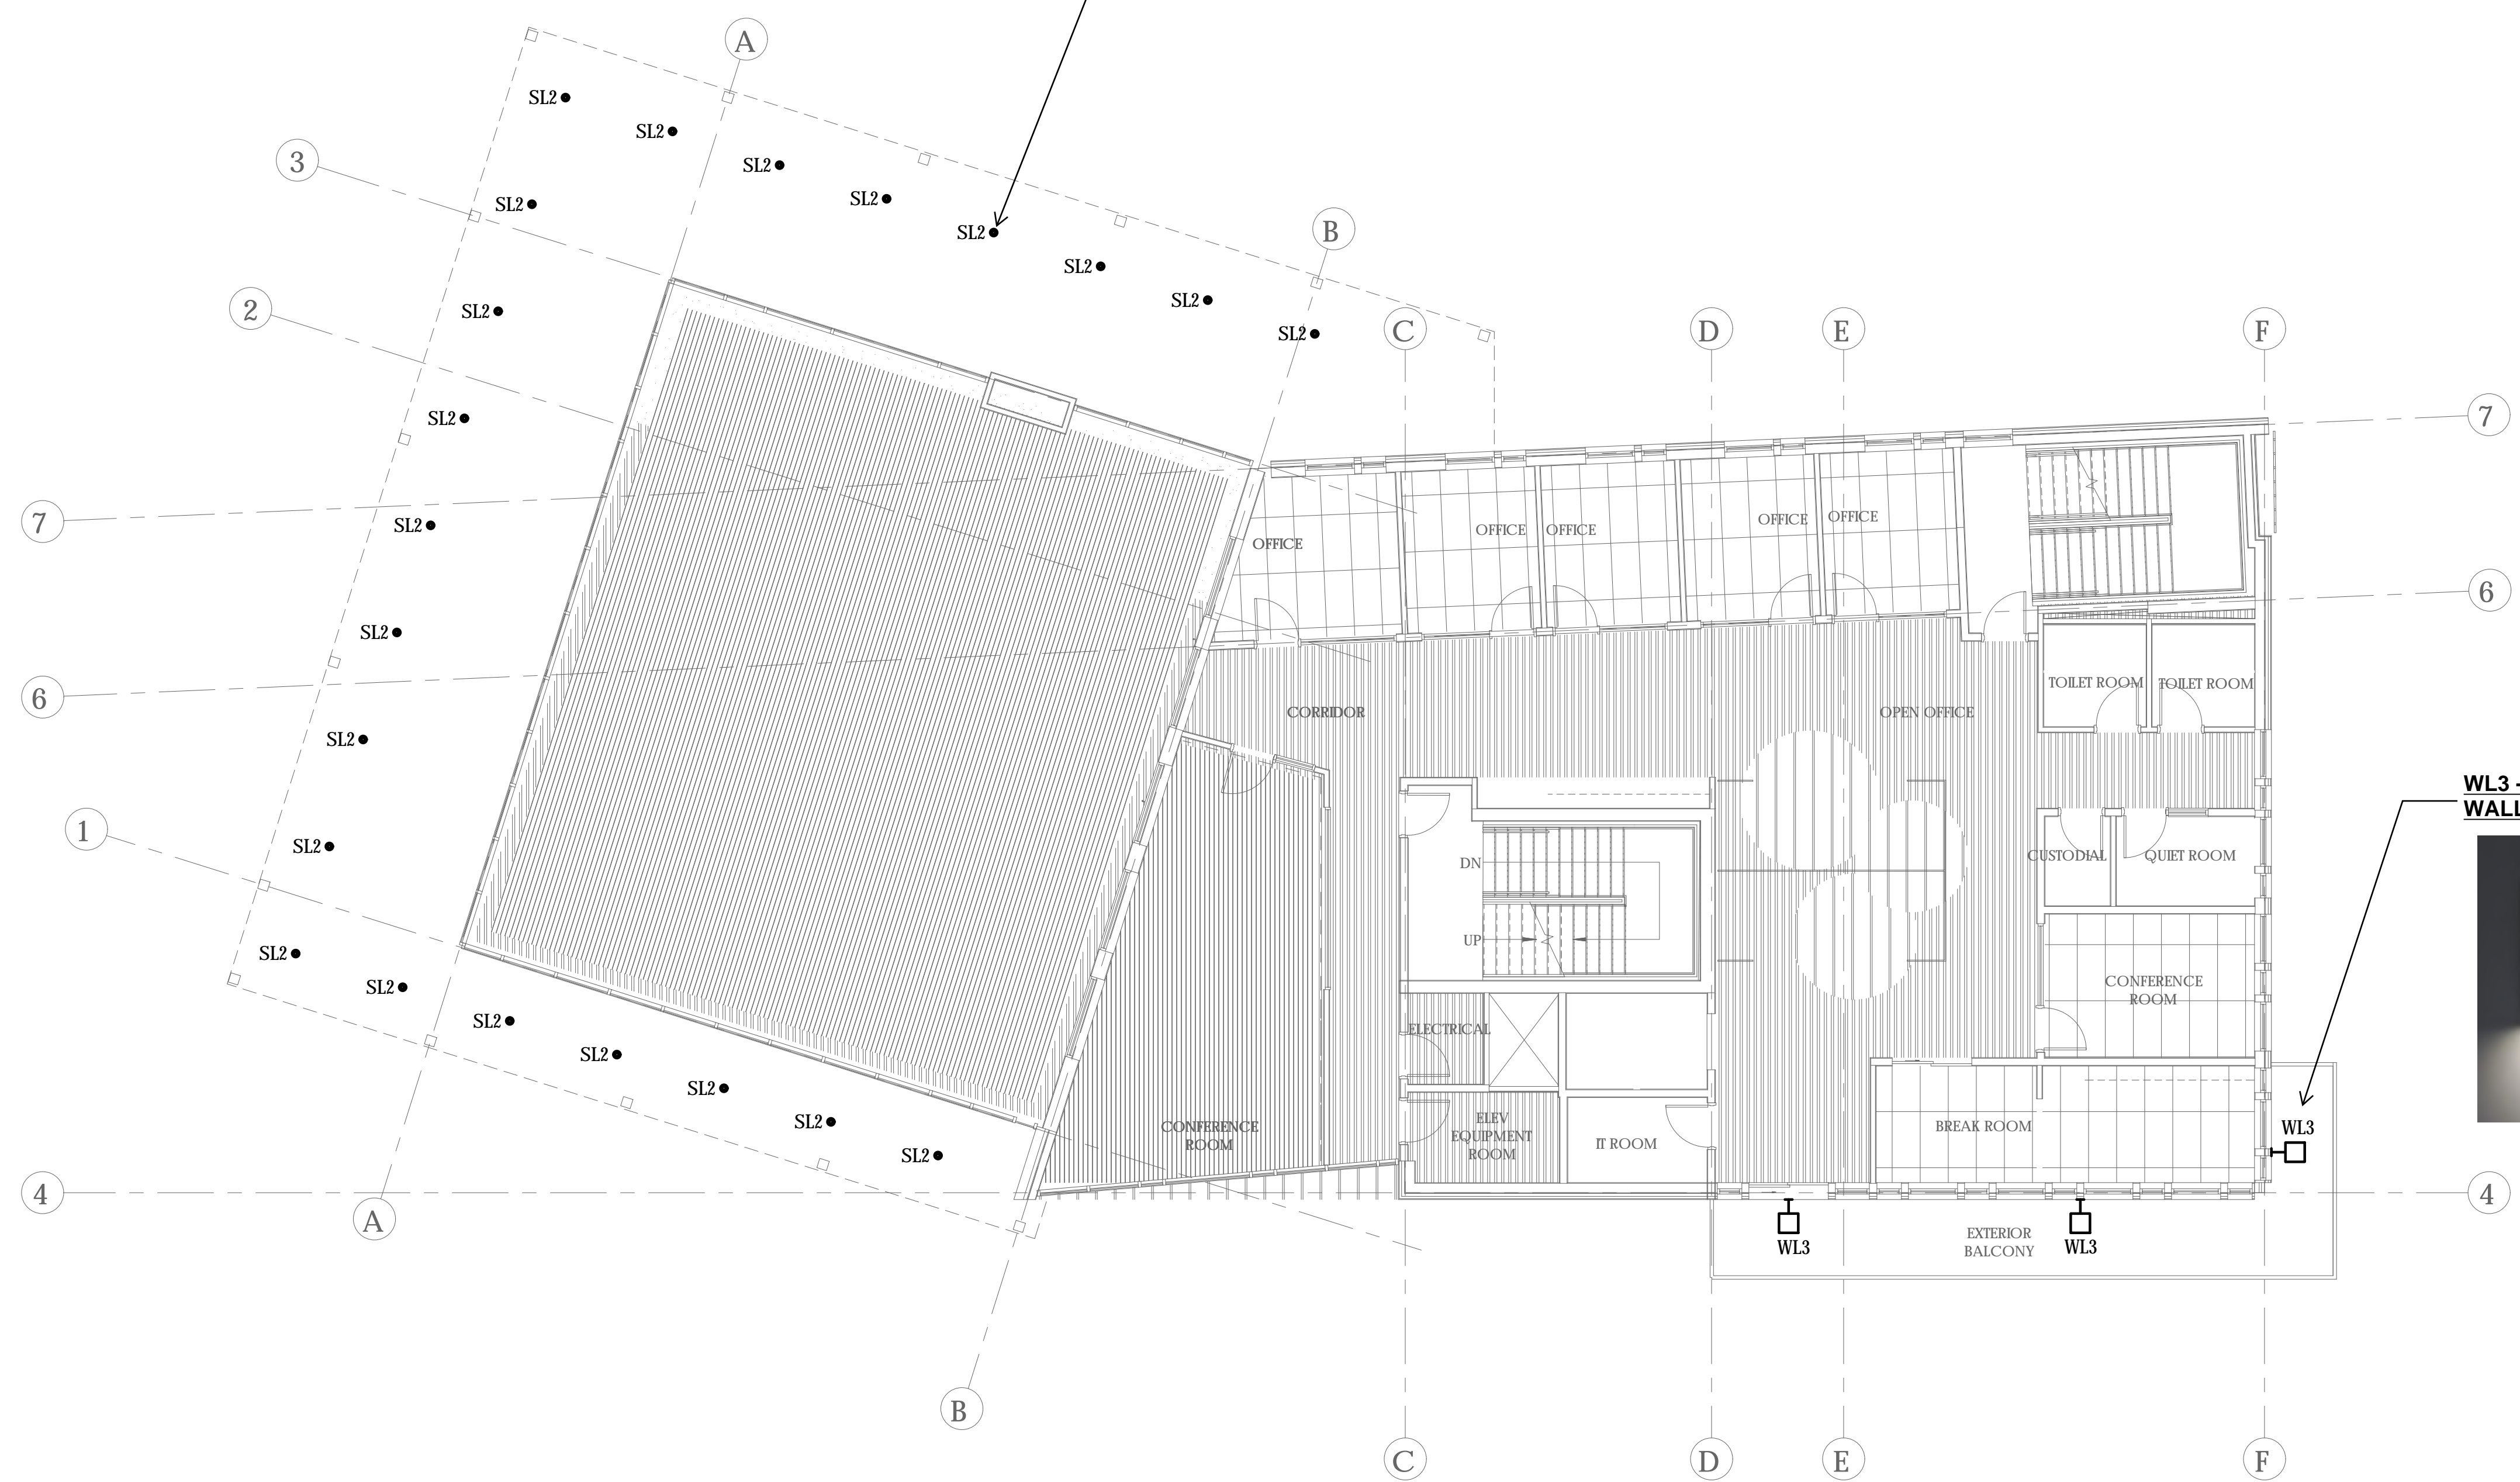 A
SL2
SL2
3
SL2
SL2
SL2
B
SL2
SL2
SL2
2
SL2
SL2
C
D
E
F
SL2
7
7
SL2
OFFICE
OFFICE
OFFICE
OFFICE
OFFICE
6
SL2
6
TOILET ROOM
TOILET ROOM
CORRIDOR
OPEN OFFICE
SL2
WL3 -
WALL
1
SL2
DN
CUSTODIAL
QUIET ROOM
UP
SL2
SL2
CONFERENCE
ROOM
SL2
ELECTRICAL
SL2
SL2
SL2
SL2
CONFERENCE
ROOM
ELEV
EQUIPMENT
ROOM
IT ROOM
BREAK ROOM
WL3
4
4
A
EXTERIOR
BALCONY
WL3
WL3
B
C
D
E
F